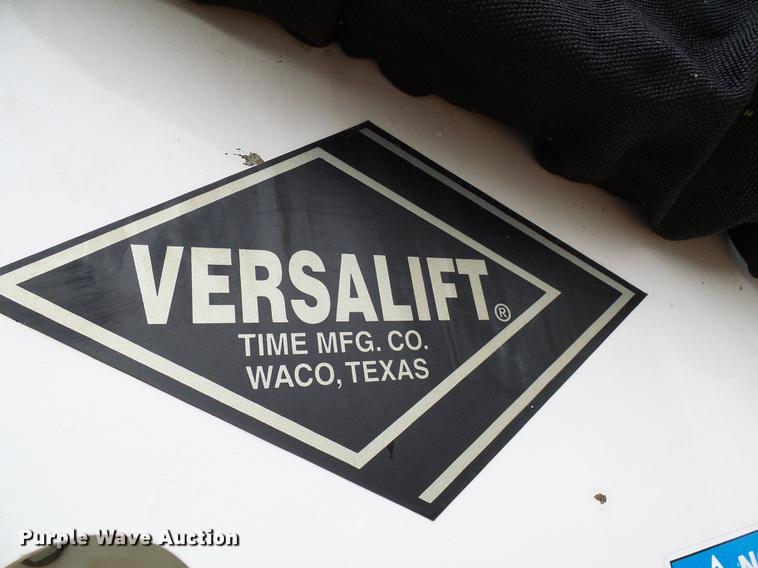 VERSALIFT®
TIME MFG. CO.
WACO, TEXAS
Purple Wave Auction